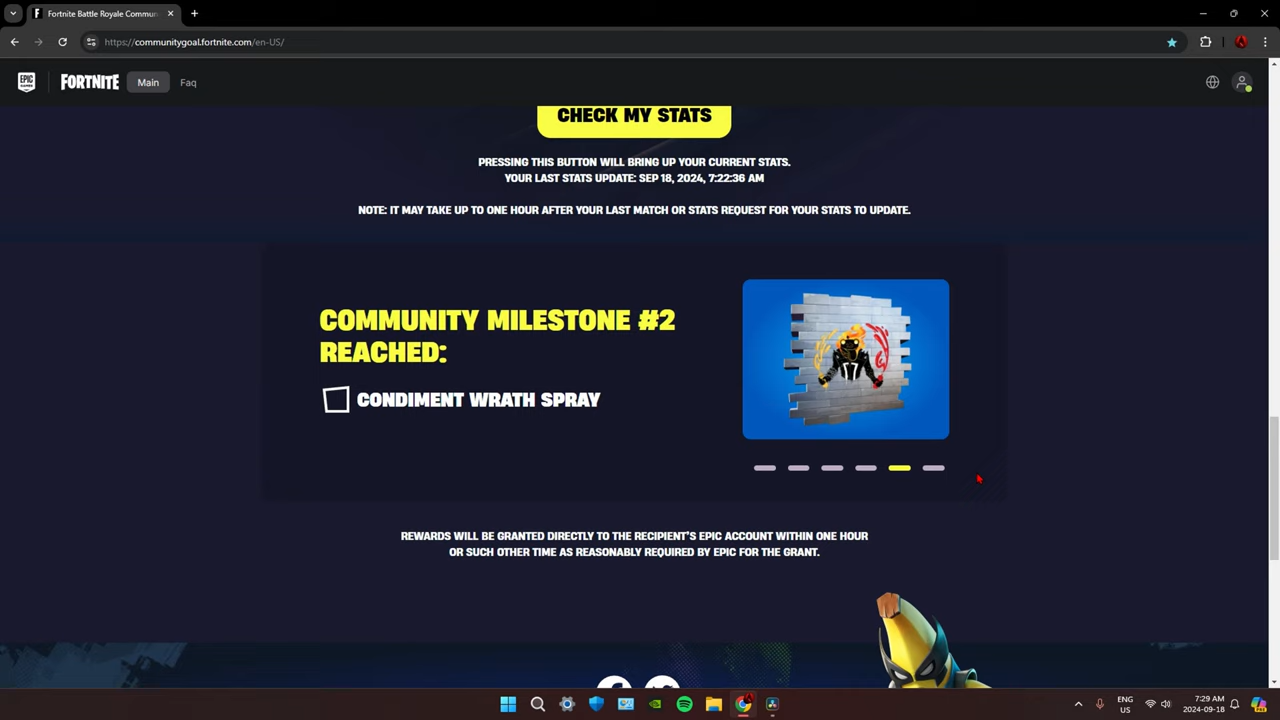 Fortnite Battle Royale Commun
https://communitygoal.fortnite.com/en-US/
EPIC GAMES
FORTNITE
Main
Faq
CHECK MY STATS
PRESSING THIS BUTTON WILL BRING UP YOUR CURRENT STATS.
YOUR LAST STATS UPDATE: SEP 18, 2024, 7:22:36 AM
NOTE: IT MAY TAKE UP TO ONE HOUR AFTER YOUR LAST MATCH OR STATS REQUEST FOR YOUR STATS TO UPDATE.
COMMUNITY MILESTONE #2
REACHED:
CONDIMENT WRATH SPRAY
REWARDS WILL BE GRANTED DIRECTLY TO THE RECIPIENT'S EPIC ACCOUNT WITHIN ONE HOUR
OR SUCH OTHER TIME AS REASONABLY REQUIRED BY EPIC FOR THE GRANT.
ENG
US
7:29 AM
2024-09-18